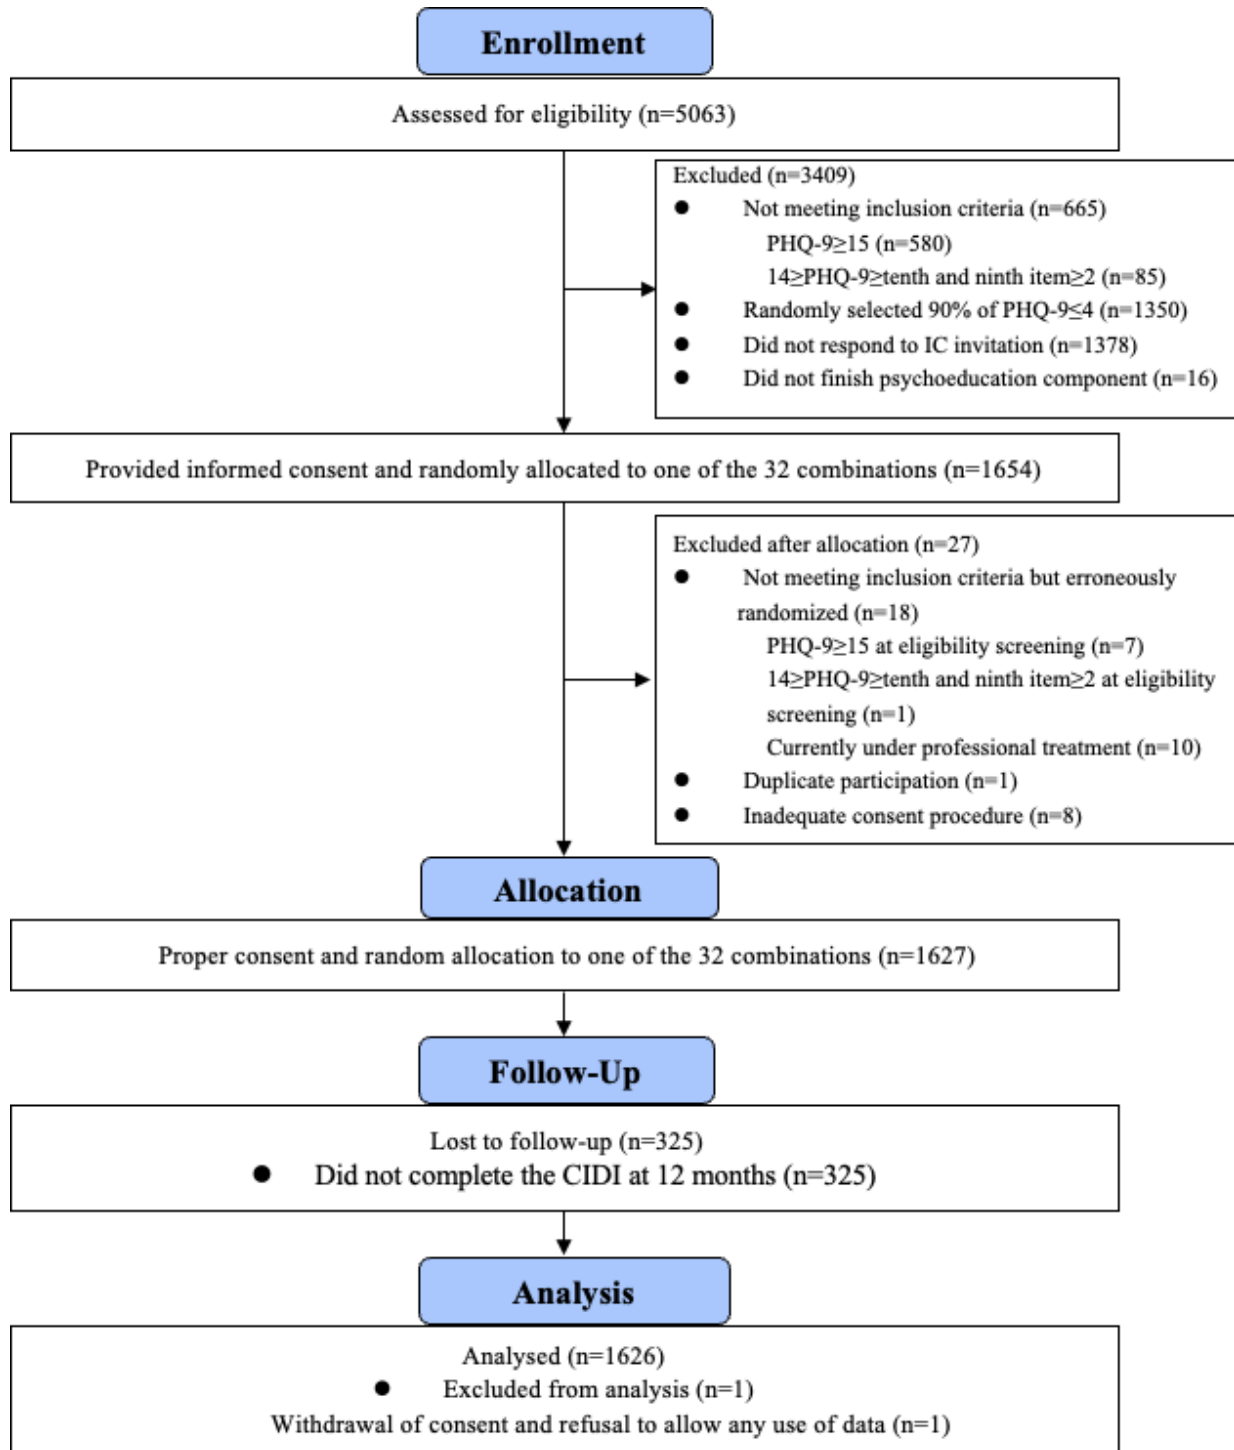 Enrollment
Assessed for eligibility (n=5063)
Excluded (n=3409)
● Not meeting inclusion criteria (n=665)
PHQ-9≥15 (n=580)
14≥PHQ-9≥tenth and ninth item≥2 (n=85)
● Randomly selected 90% of PHQ-9≤4 (n=1350)
● Did not respond to IC invitation (n=1378)
● Did not finish psychoeducation component (n=16)
Provided informed consent and randomly allocated to one of the 32 combinations (n=1654)
Excluded after allocation (n=27)
● Not meeting inclusion criteria but erroneously
randomized (n=18)
PHQ-9≥15 at eligibility screening (n=7)
14≥PHQ-9≥tenth and ninth item≥2 at eligibility
screening (n=1)
Currently under professional treatment (n=10)
● Duplicate participation (n=1)
● Inadequate consent procedure (n=8)
Allocation
Proper consent and random allocation to one of the 32 combinations (n=1627)
Follow-Up
Lost to follow-up (n=325)
● Did not complete the CIDI at 12 months (n=325)
Analysis
Analysed (n=1626)
● Excluded from analysis (n=1)
Withdrawal of consent and refusal to allow any use of data (n=1)